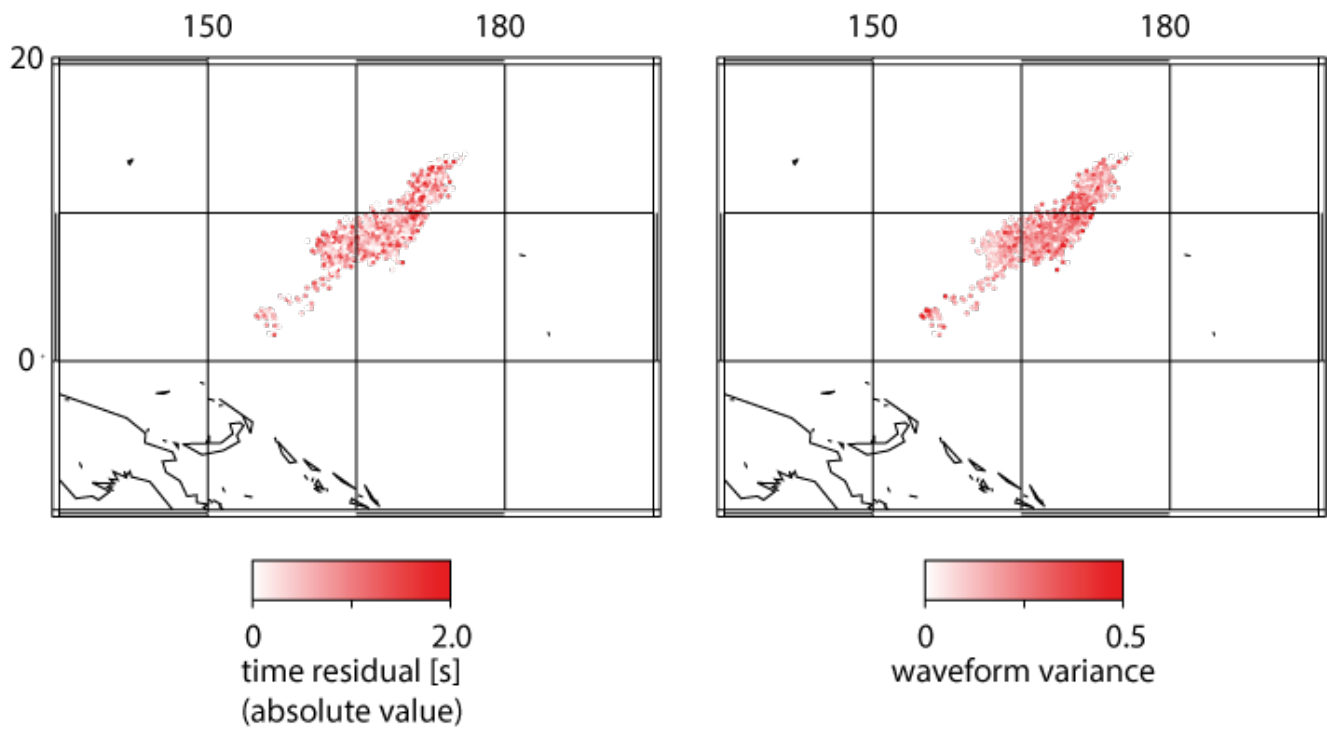 150 180 150 180
20
0
0 2.0 0 0.5
time residual [s] waveform variance
(absolute value)